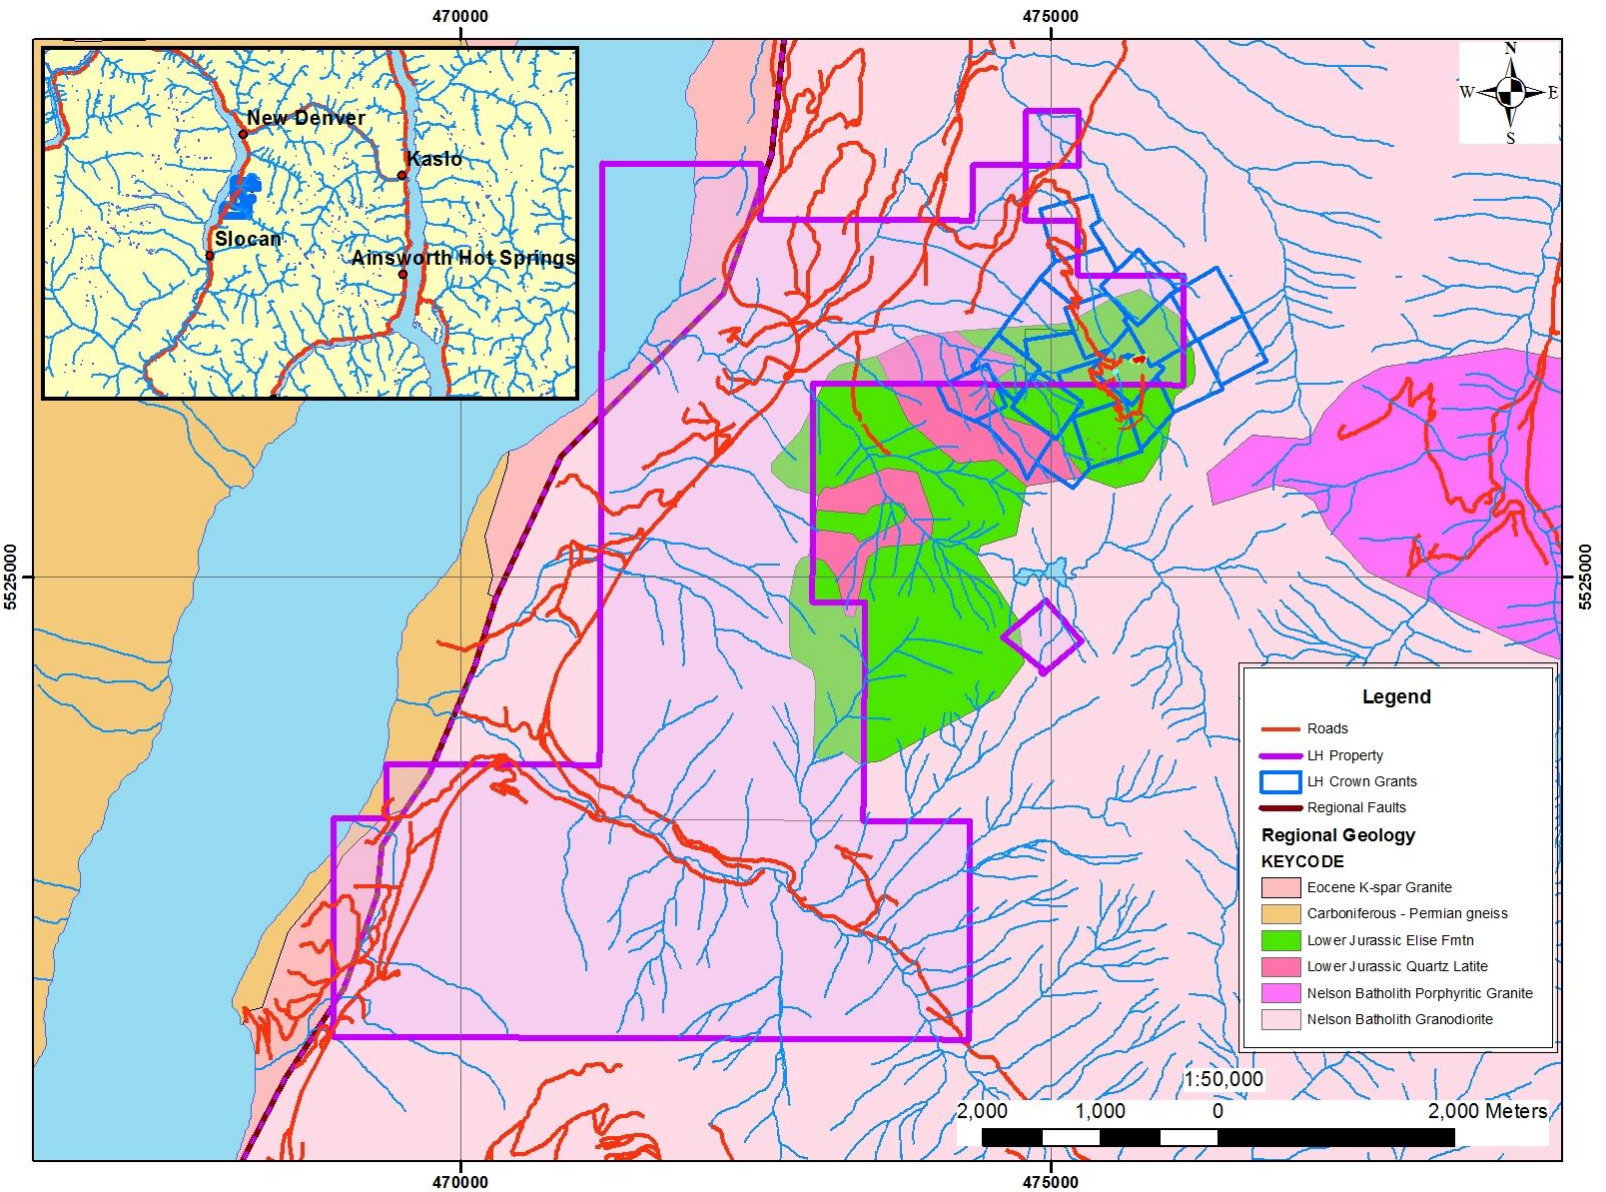 470000
475000
N
W
E
S
New Denver
Kaslo
Slocan
Ainsworth Hot Springs
5525000
5525000
Legend
Roads
LH Property
LH Crown Grants
Regional Faults
Regional Geology
KEYCODE
Eocene K-spar Granite
Carboniferous - Permian gneiss
Lower Jurassic Elise Fmtn
Lower Jurassic Quartz Latite
Nelson Batholith Porphyritic Granite
Nelson Batholith Granodiorite
1:50,000
2,000 1,000 0 2,000 Meters
470000
475000